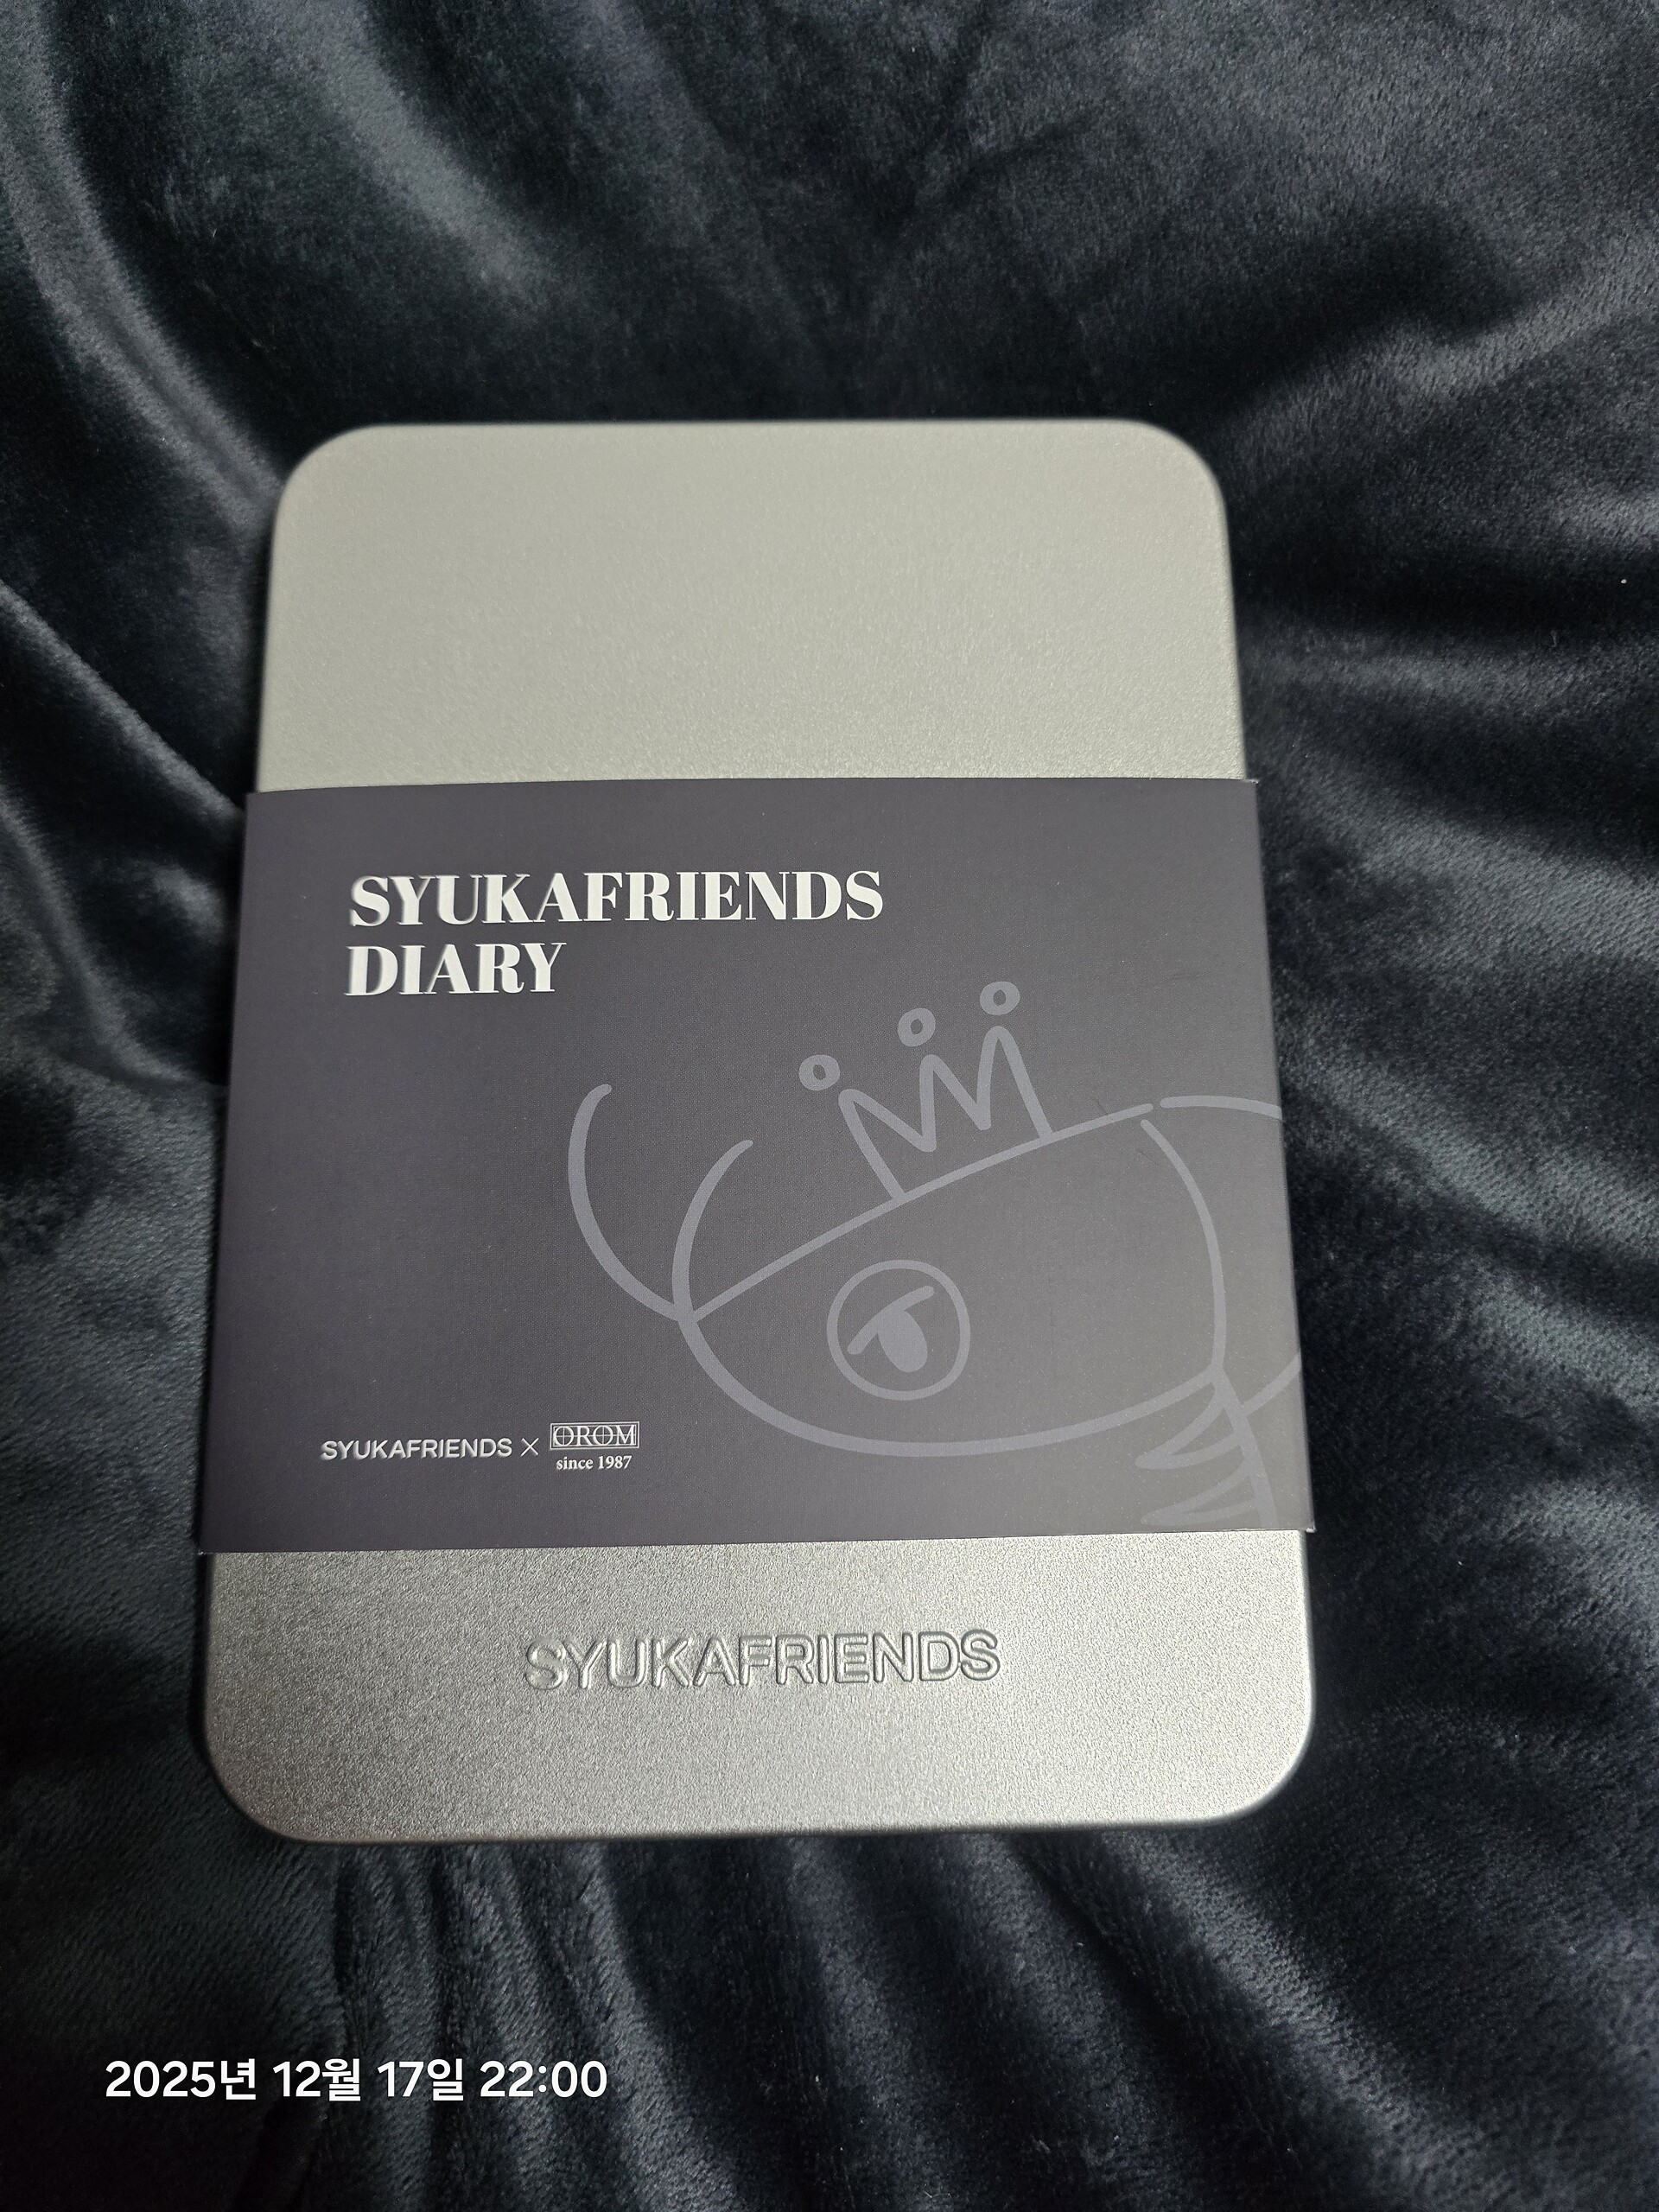 SYUKAFRIENDS
DIARY
SYUKAFRIENDS × OROM
since 1987
SYUKAFRIENDS
2025년 12월 17일 22:00